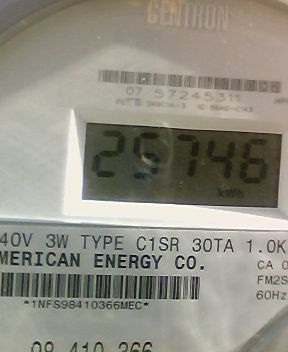 CENTRON
07 57245311
25746
kWh
40V 3W TYPE C1SR 30TA 1.0K
MERICAN ENERGY CO.
CA 0
FM2S
60Hz
*1NFS98410366MEC*
98 410 366